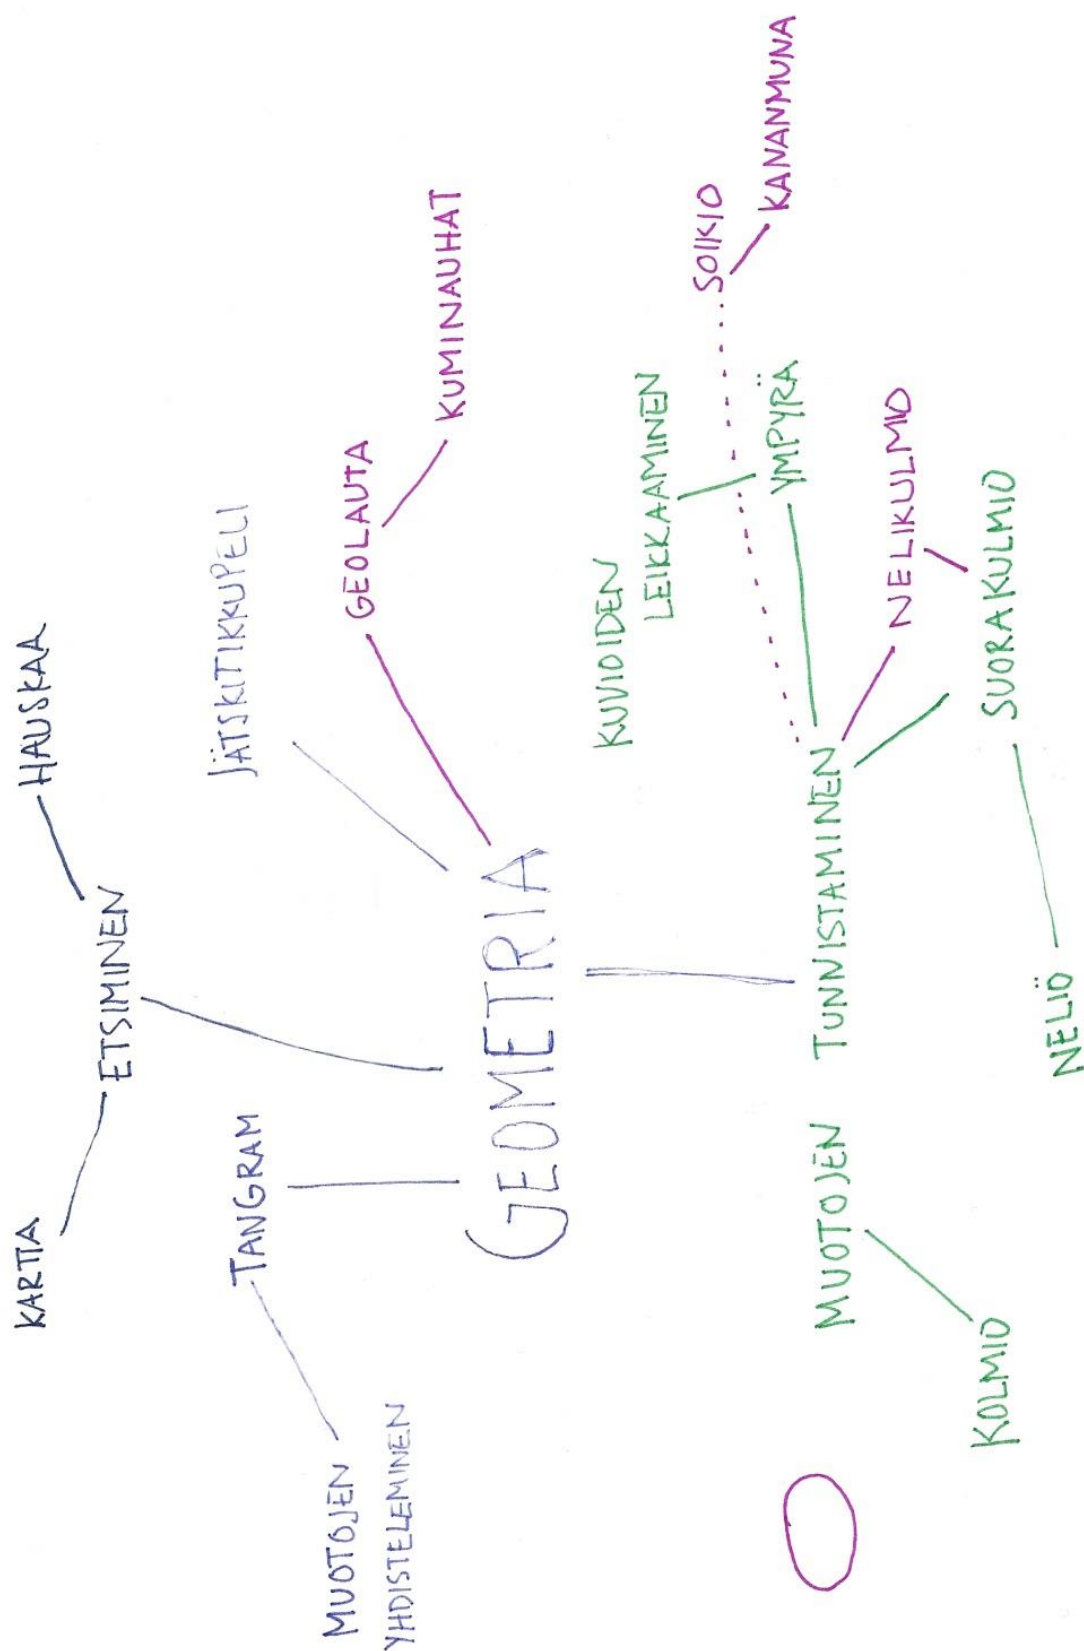 KARTTA
HAUSKAA
ETSIMINEN
TANGRAM
JÄTSKITIKKUPELI
MUOTOJEN
YHDISTELEMINEN
GEOLAUTA
KUMINAUHAT
GEOMETRIA
KUVIOIDEN
LEIKKAAMINEN
SOIKIO
KANANMUNA
YMPYRÄ
MUOTOJEN TUNNISTAMINEN
NELIKULMIO
KOLMIO
SUORAKULMIO
NELIÖ